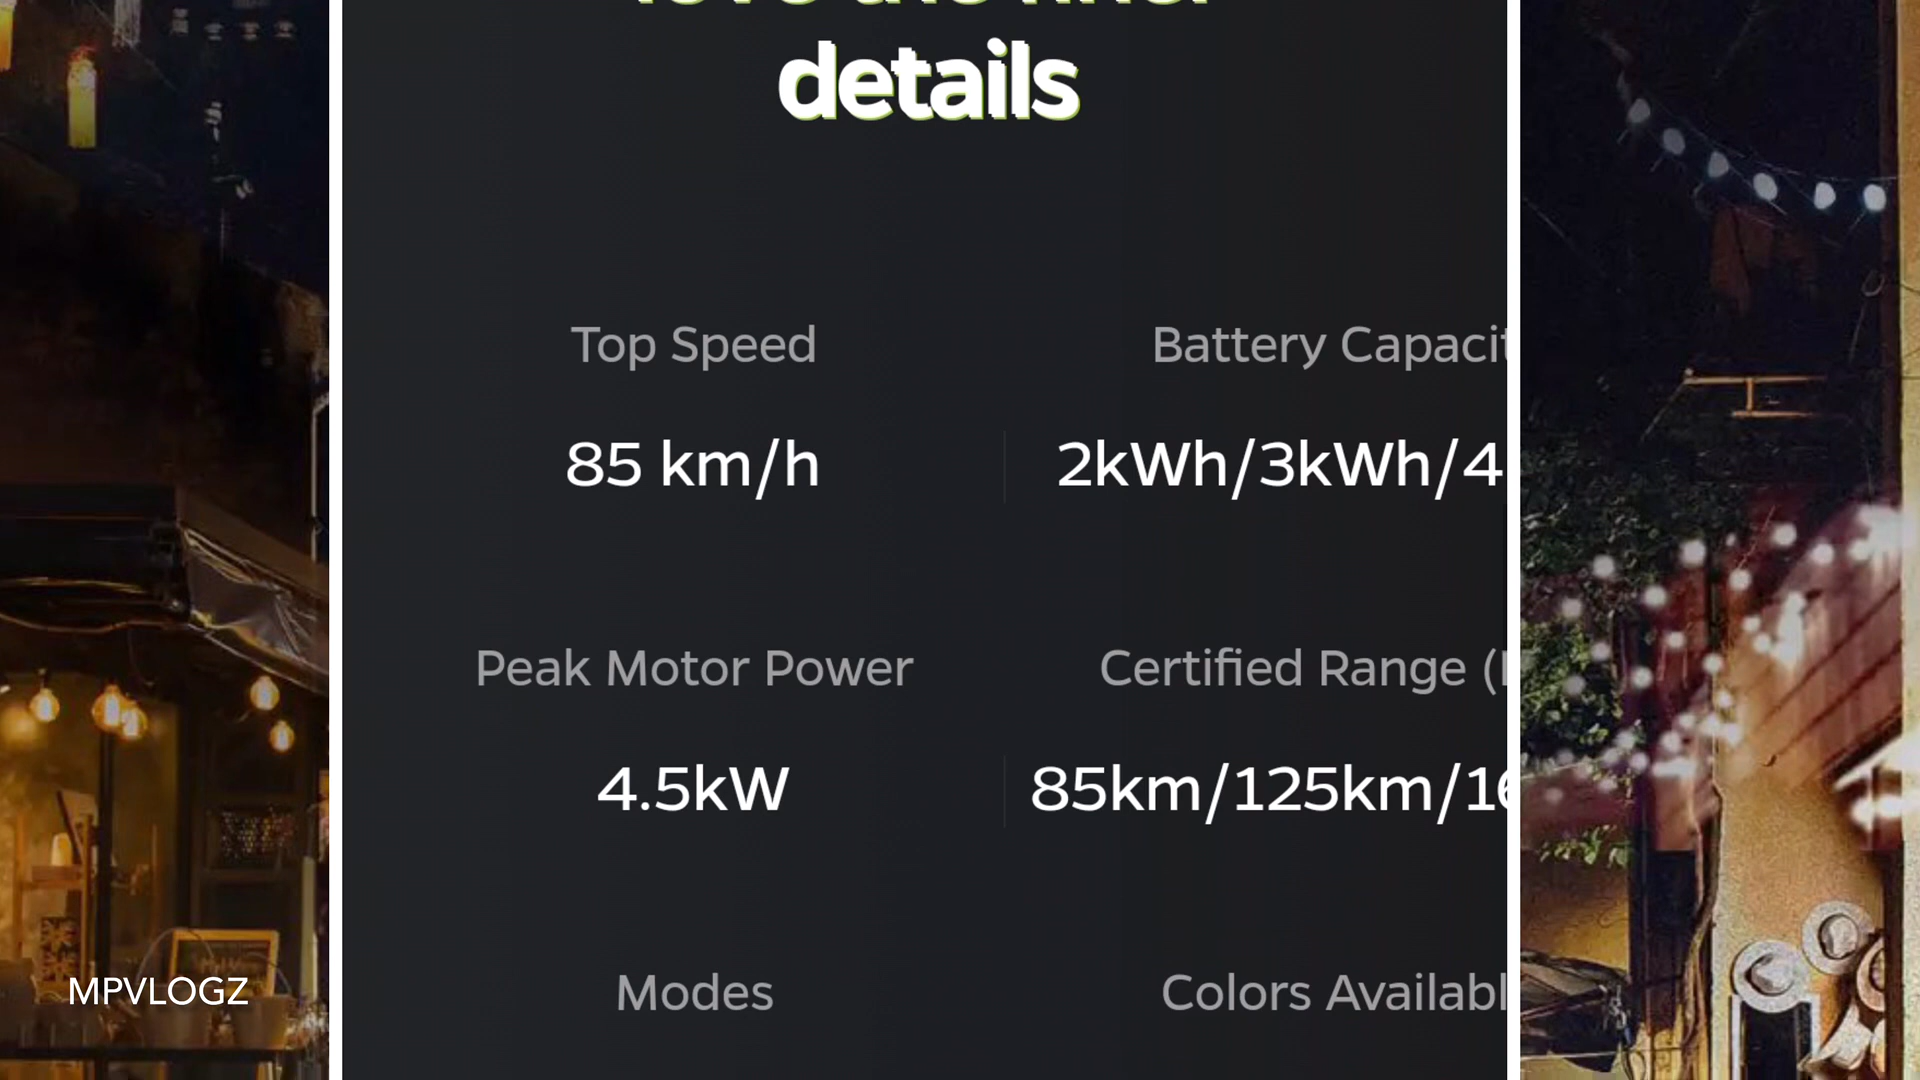 details
Top Speed
Battery Capacit
85 km/h
2kWh/3kWh/4
Peak Motor Power
Certified Range (
4.5kW
85km/125km/16
Modes
Colors Availabl
MPVLOGZ